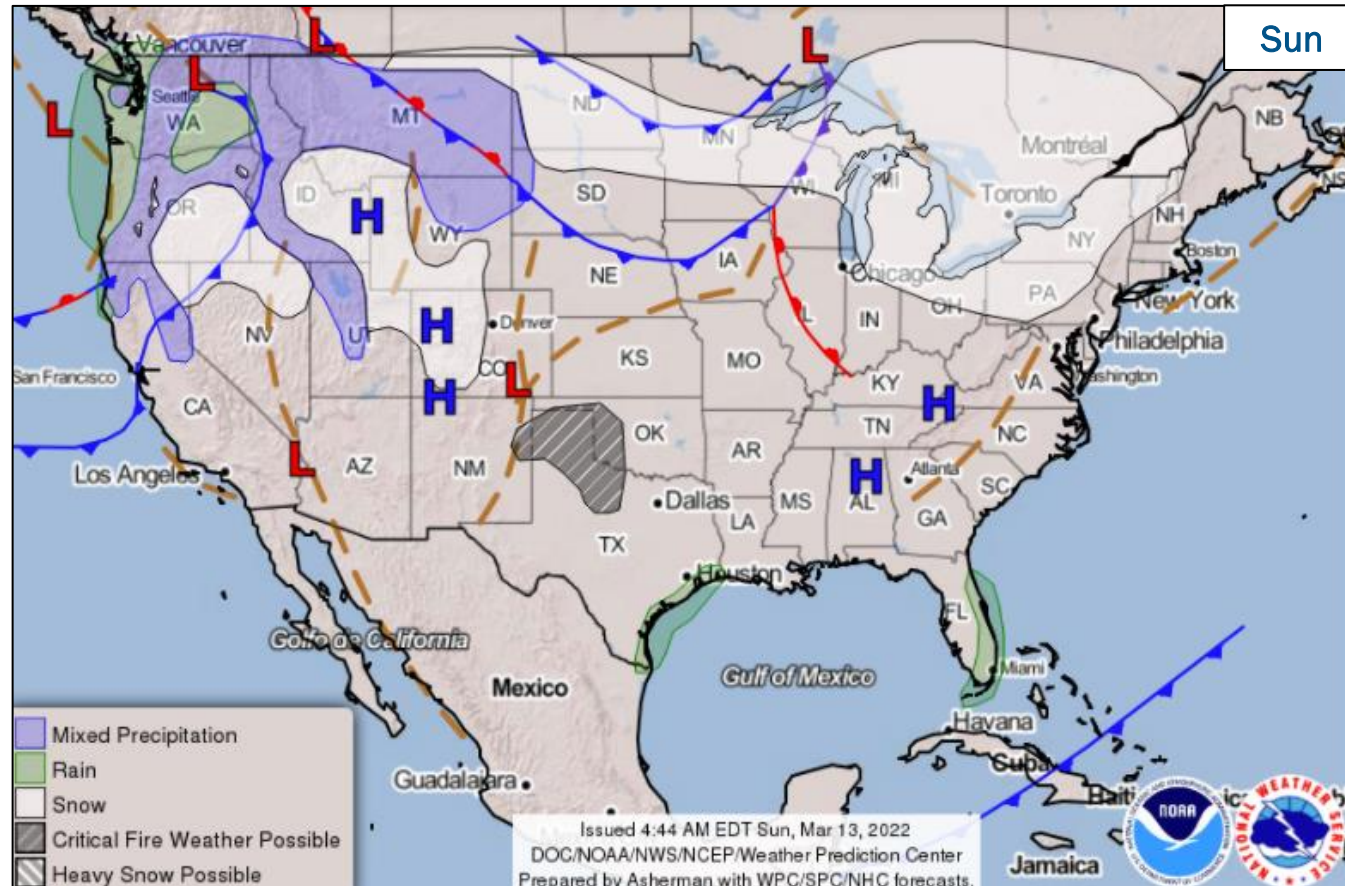 Sun
Vancouver
Seattle
WA
MT
ND
MN
Montréal
NB
NS
OR
ID
SD
WI
MI
Toronto
NH
WY
NY
Boston
IA
NE
Chicago
PA
New York
NV
UT
Denver
IN
OH
Philadelphia
San Francisco
CO
KS
MO
KY
VA
CA
TN
NC
OK
AR
Los Angeles
AZ
NM
Atlanta
SC
Dallas
MS
AL
GA
LA
TX
Houston
FL
Golfo de California
Miami
Mexico
Gulf of Mexico
Havana
Cuba
Guadalajara
Jamaica
L
L
L
L
L
L
H
H
H
H
H
Mixed Precipitation
Rain
Snow
Critical Fire Weather Possible
Heavy Snow Possible
Issued 4:44 AM EDT Sun, Mar 13, 2022
DOC/NOAA/NWS/NCEP/Weather Prediction Center
Prepared by Asherman with WPC/SPC/NHC forecasts.
NOAA
NATIONAL WEATHER SERVICE